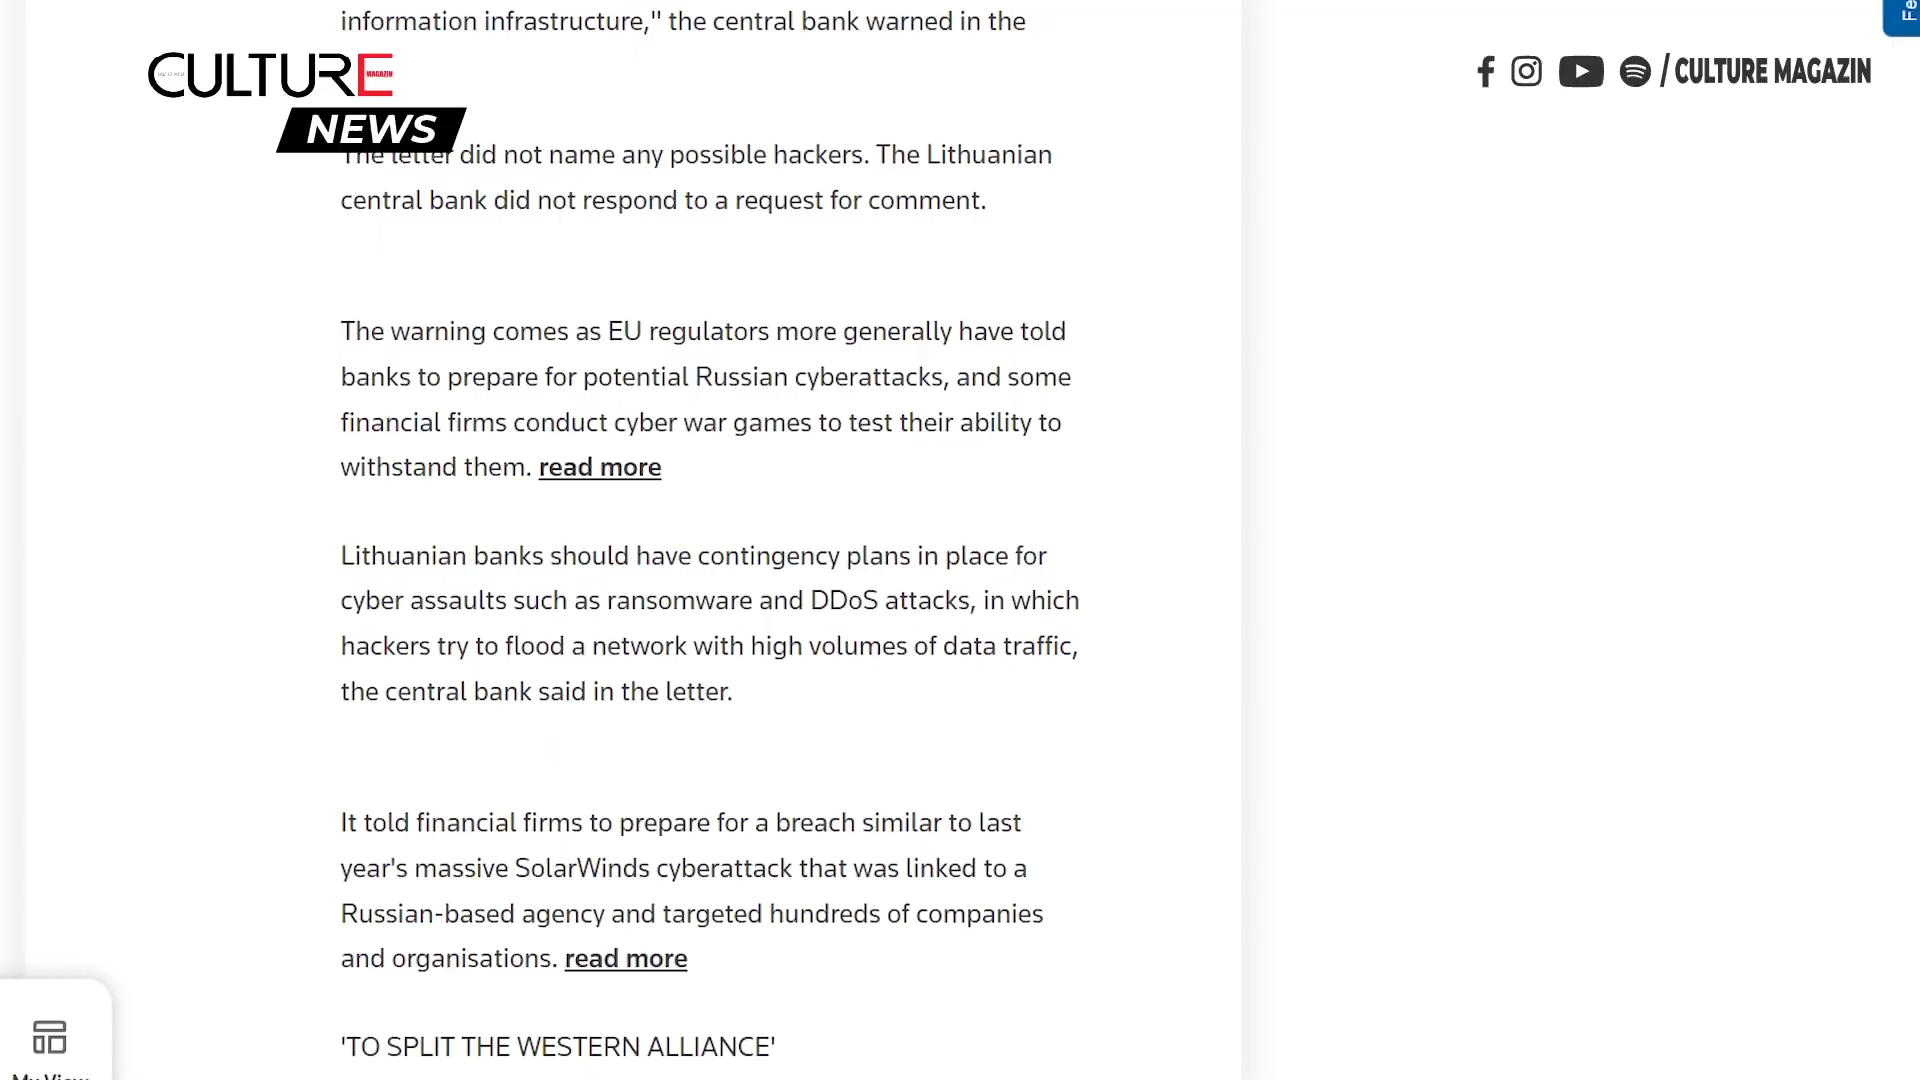 information infrastructure," the central bank warned in the
CULTURE
MAGAZIN
NEWS
/ CULTURE MAGAZIN
Fe
The letter did not name any possible hackers. The Lithuanian
central bank did not respond to a request for comment.
The warning comes as EU regulators more generally have told
banks to prepare for potential Russian cyberattacks, and some
financial firms conduct cyber war games to test their ability to
withstand them. read more
Lithuanian banks should have contingency plans in place for
cyber assaults such as ransomware and DDoS attacks, in which
hackers try to flood a network with high volumes of data traffic,
the central bank said in the letter.
It told financial firms to prepare for a breach similar to last
year's massive SolarWinds cyberattack that was linked to a
Russian-based agency and targeted hundreds of companies
and organisations. read more
'TO SPLIT THE WESTERN ALLIANCE'
My View